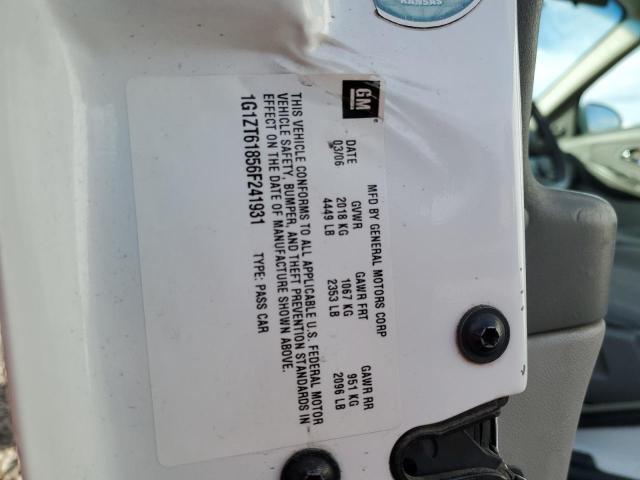 KANSAS
GM
MFD BY GENERAL MOTORS CORP
DATE GVWR GAWR FRT GAWR RR
03/06 2018 KG 1067 KG 951 KG
4449 LB 2353 LB 2096 LB
THIS VEHICLE CONFORMS TO ALL APPLICABLE U.S. FEDERAL MOTOR
VEHICLE SAFETY, BUMPER, AND THEFT PREVENTION STANDARDS IN
EFFECT ON THE DATE OF MANUFACTURE SHOWN ABOVE.
1G1ZT61856F241931 TYPE: PASS CAR